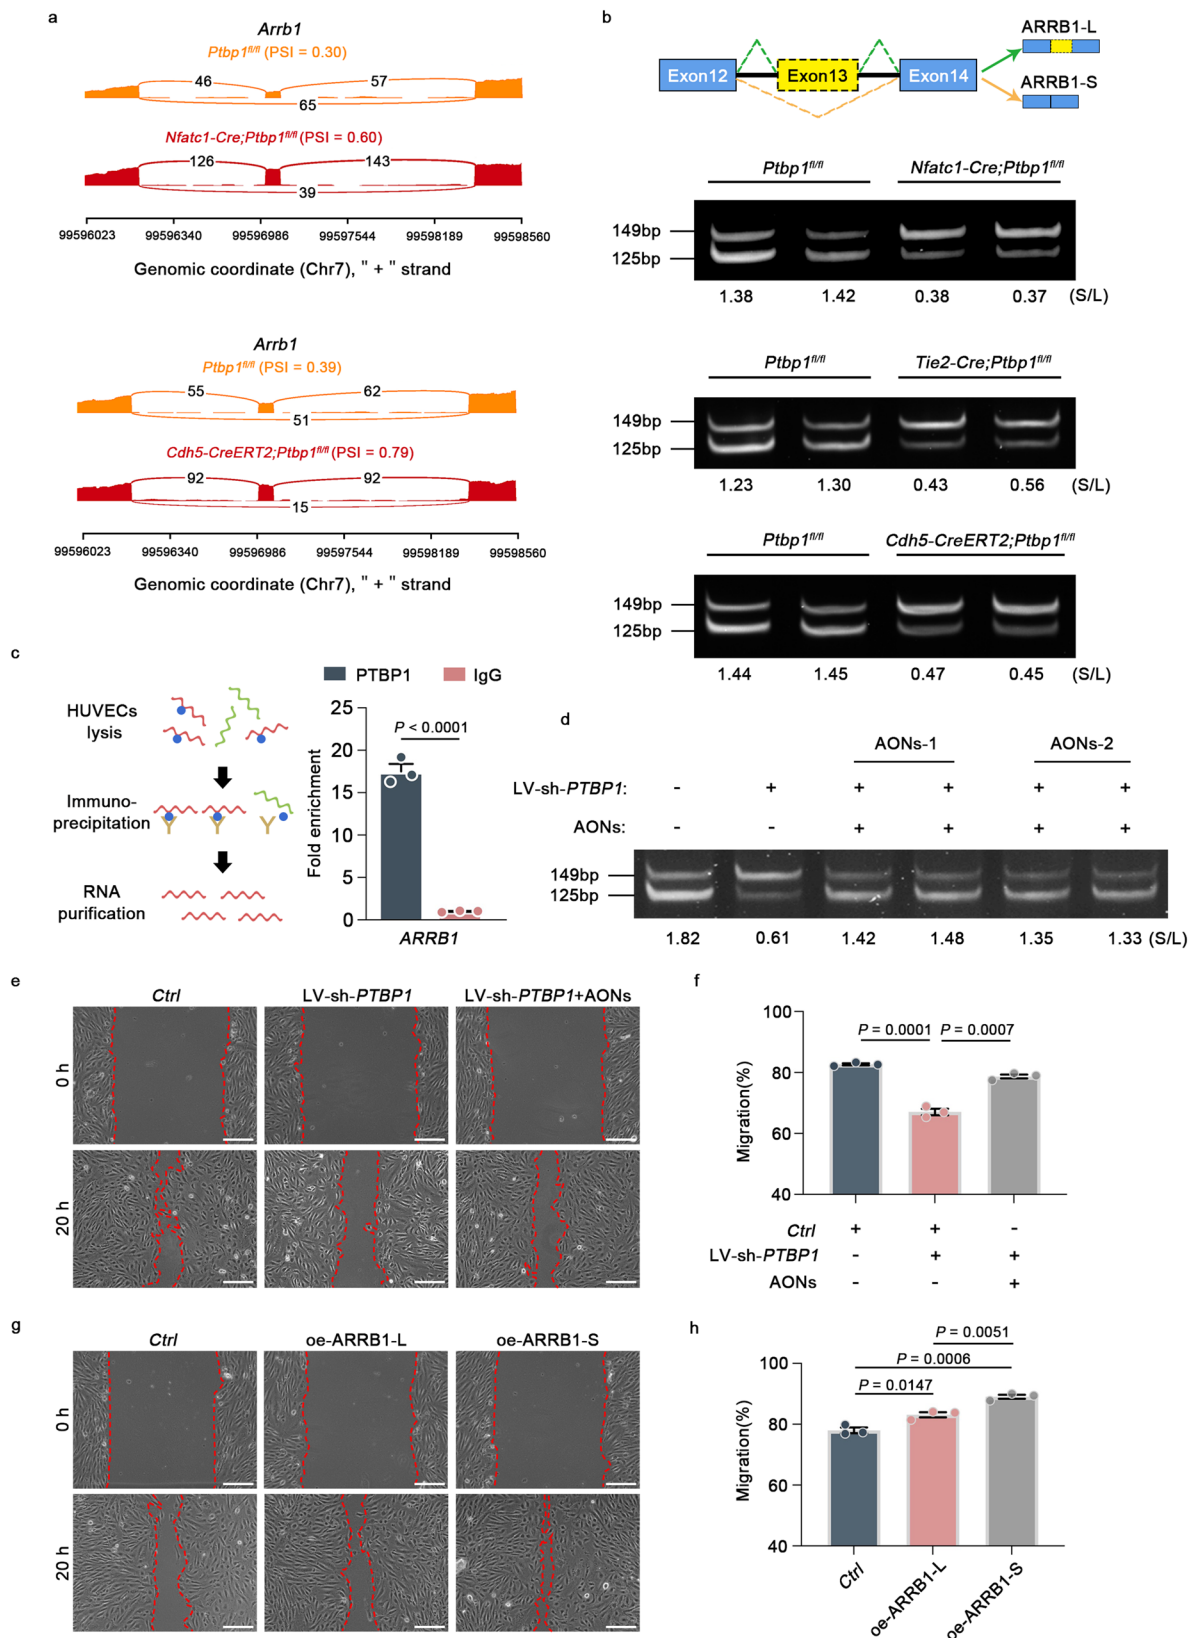 a
Arrb1
Ptbp1fl/fl (PSI = 0.30)
46
57
65
Nfatc1-Cre;Ptbp1fl/fl (PSI = 0.60)
126
143
39
99596023 99596340 99596986 99597544 99598189 99598560
Genomic coordinate (Chr7), " + " strand
Arrb1
Ptbp1fl/fl (PSI = 0.39)
55
62
51
Cdh5-CreERT2;Ptbp1fl/fl (PSI = 0.79)
92
92
15
99596023 99596340 99596986 99597544 99598189 99598560
Genomic coordinate (Chr7), " + " strand
b
Exon12
Exon13
Exon14
ARRB1-L
ARRB1-S
Ptbp1fl/fl
Nfatc1-Cre;Ptbp1fl/fl
149bp
125bp
1.38 1.42 0.38 0.37 (S/L)
Ptbp1fl/fl
Tie2-Cre;Ptbp1fl/fl
149bp
125bp
1.23 1.30 0.43 0.56 (S/L)
Ptbp1fl/fl
Cdh5-CreERT2;Ptbp1fl/fl
149bp
125bp
1.44 1.45 0.47 0.45 (S/L)
c
HUVECs
lysis
Immuno-
precipitation
RNA
purification
PTBP1
IgG
P < 0.0001
Fold enrichment
25
20
15
10
5
0
ARRB1
d
AONs-1
AONs-2
LV-sh-PTBP1: - + + + + +
AONs: - - + + + +
149bp
125bp
1.82 0.61 1.42 1.48 1.35 1.33 (S/L)
e
Ctrl
LV-sh-PTBP1
LV-sh-PTBP1+AONs
0 h
20 h
f
P = 0.0001
P = 0.0007
Migration(%)
100
80
60
40
Ctrl + + -
LV-sh-PTBP1 - + +
AONs - - +
g
Ctrl
oe-ARRB1-L
oe-ARRB1-S
0 h
20 h
h
P = 0.0051
P = 0.0006
P = 0.0147
Migration(%)
100
80
60
40
Ctrl
oe-ARRB1-L
oe-ARRB1-S